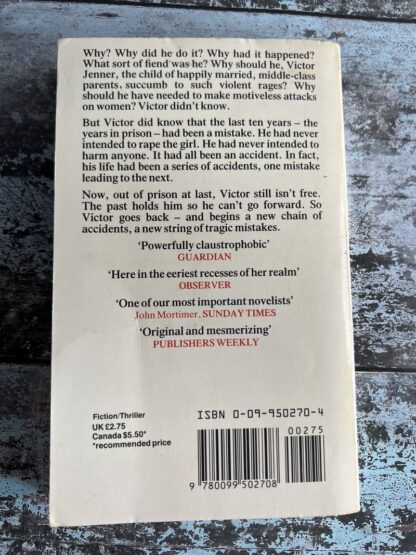 Why? Why did he do it? Why had it happened?
What sort of fiend was he? Why should he, Victor
Jenner, the child of happily married, middle-class
parents, succumb to such violent rages? Why
should he have needed to make motiveless attacks
on women? Victor didn't know.
But Victor did know that the last ten years – the
years in prison – had been a mistake. He had never
intended to rape the girl. He had never intended to
harm anyone. It had all been an accident. In fact,
his life had been a series of accidents, one mistake
leading to the next.
Now, out of prison at last, Victor still isn't free.
The past holds him so he can't go forward. So
Victor goes back – and begins a new chain of
accidents, a new string of tragic mistakes.
'Powerfully claustrophobic'
GUARDIAN
'Here in the eeriest recesses of her realm'
OBSERVER
'One of our most important novelists'
John Mortimer, SUNDAY TIMES
'Original and mesmerizing'
PUBLISHERS WEEKLY
Fiction/Thriller
UK £2.75
Canada $5.50*
*recommended price
ISBN 0-09-950270-4
00275
9 780099 502708